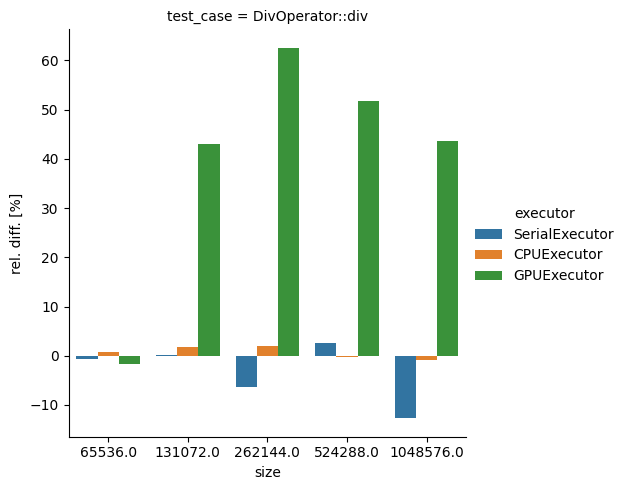 test_case = DivOperator::div
rel. diff. [%]
60
50
40
30
20
10
0
−10
65536.0 131072.0 262144.0 524288.0 1048576.0
size
executor
SerialExecutor
CPUExecutor
GPUExecutor